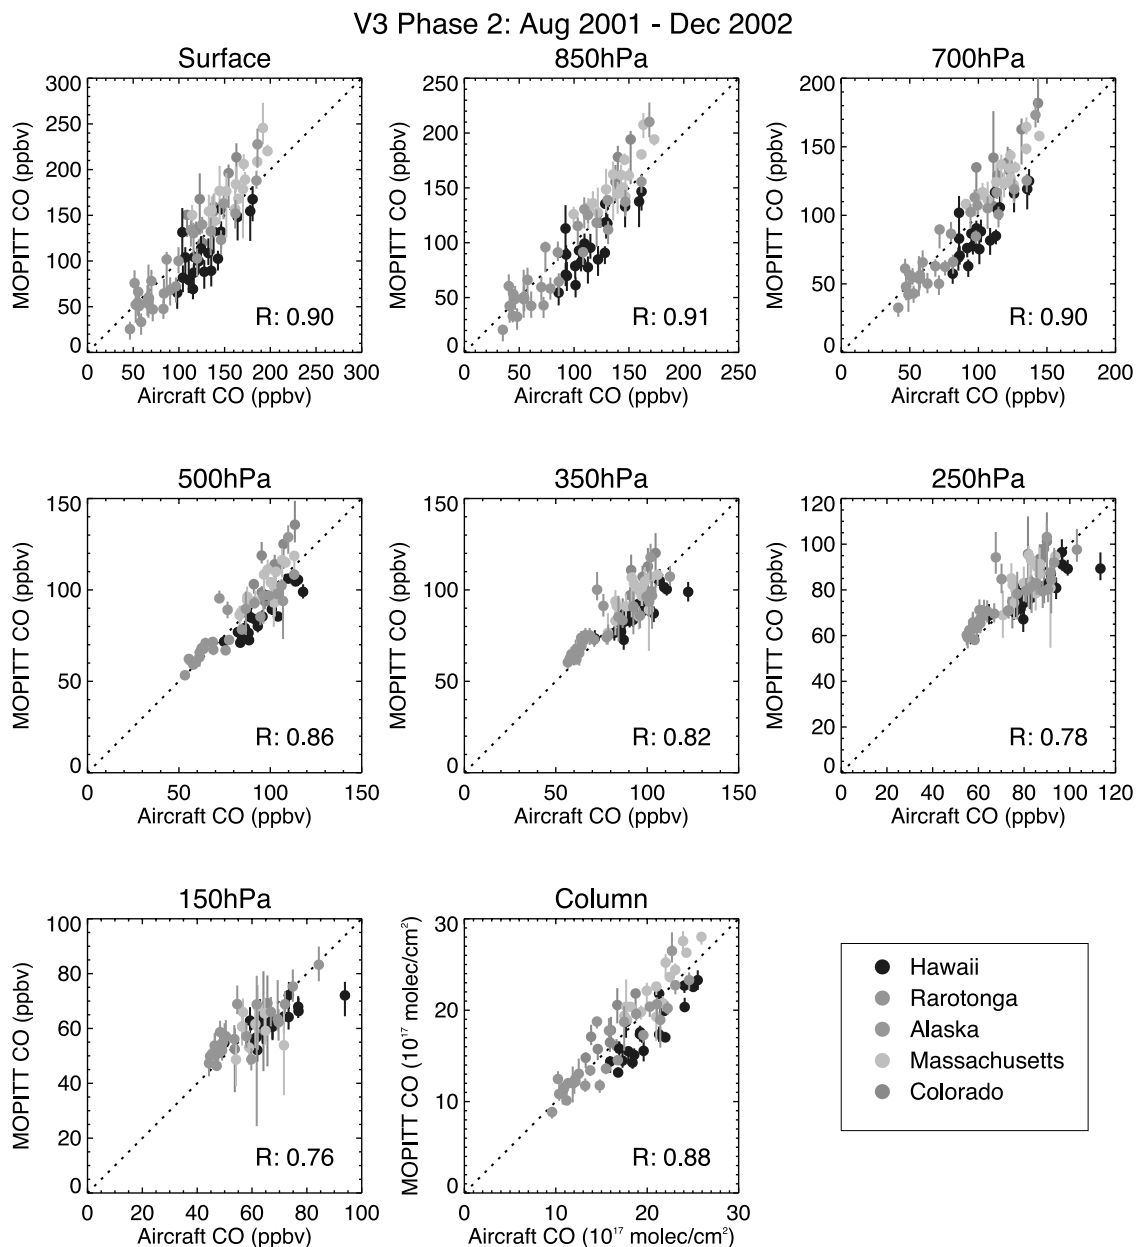 V3 Phase 2: Aug 2001 - Dec 2002
Surface
MOPITT CO (ppbv)
300
250
200
150
100
50
0
R: 0.90
0 50 100 150 200 250 300
Aircraft CO (ppbv)
850hPa
MOPITT CO (ppbv)
250
200
150
100
50
0
R: 0.91
0 50 100 150 200 250
Aircraft CO (ppbv)
700hPa
MOPITT CO (ppbv)
200
150
100
50
0
R: 0.90
0 50 100 150 200
Aircraft CO (ppbv)
500hPa
MOPITT CO (ppbv)
150
100
50
0
R: 0.86
0 50 100 150
Aircraft CO (ppbv)
350hPa
MOPITT CO (ppbv)
150
100
50
0
R: 0.82
0 50 100 150
Aircraft CO (ppbv)
250hPa
MOPITT CO (ppbv)
120
100
80
60
40
20
0
R: 0.78
0 20 40 60 80 100 120
Aircraft CO (ppbv)
150hPa
MOPITT CO (ppbv)
100
80
60
40
20
0
R: 0.76
0 20 40 60 80 100
Aircraft CO (ppbv)
Column
MOPITT CO (10¹⁷ molec/cm²)
30
20
10
0
R: 0.88
0 10 20 30
Aircraft CO (10¹⁷ molec/cm²)
Hawaii
Rarotonga
Alaska
Massachusetts
Colorado